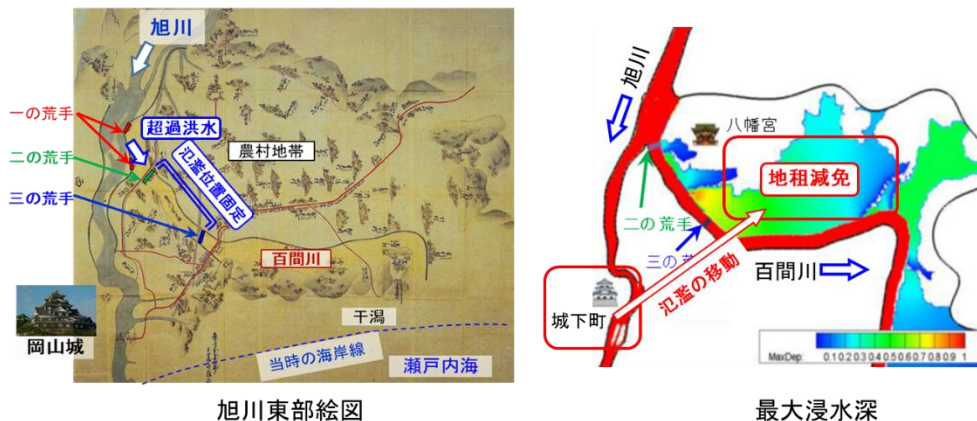 旭川
一の荒手
超過洪水
二の荒手
氾濫位置固定
農村地帯
三の荒手
百間川
岡山城
干潟
当時の海岸線
瀬戸内海
旭川東部絵図
旭川
八幡宮
地租減免
二の荒手
三の荒
氾濫の移動
百間川
城下町
MaxDep:
0.1 0.2 0.3 0.4 0.5 0.6 0.7 0.8 0.9 1
最大浸水深